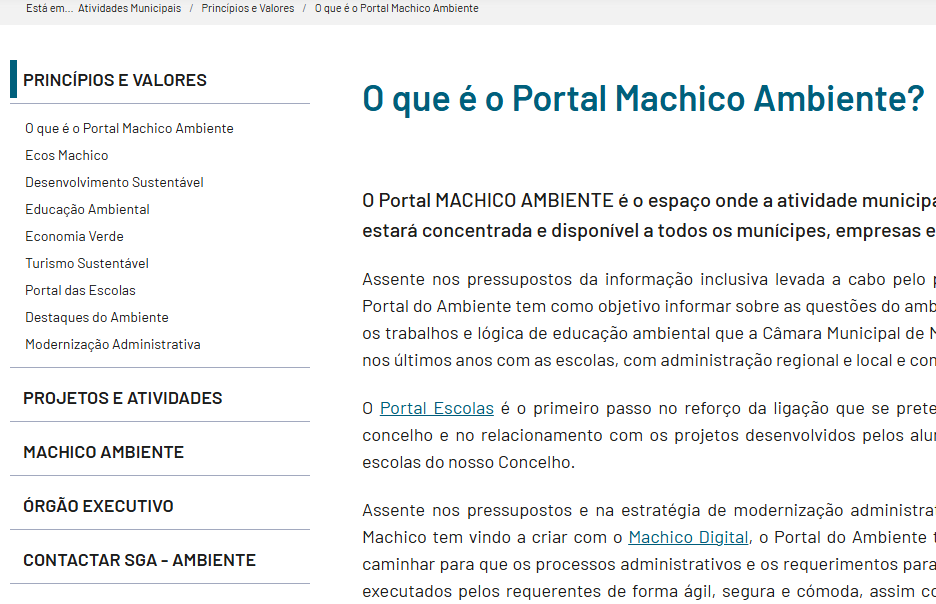 Está em... Atividades Municipais / Princípios e Valores / O que é o Portal Machico Ambiente
PRINCÍPIOS E VALORES
O que é o Portal Machico Ambiente
Ecos Machico
Desenvolvimento Sustentável
Educação Ambiental
Economia Verde
Turismo Sustentável
Portal das Escolas
Destaques do Ambiente
Modernização Administrativa
PROJETOS E ATIVIDADES
MACHICO AMBIENTE
ÓRGÃO EXECUTIVO
CONTACTAR SGA - AMBIENTE
O que é o Portal Machico Ambiente?
O Portal MACHICO AMBIENTE é o espaço onde a atividade
estará concentrada e disponível a todos os munícipes, empresas e
Assente nos pressupostos da informação inclusiva levada a cabo pelo
Portal do Ambiente tem como objetivo informar sobre as questões do
os trabalhos e lógica de educação ambiental que a Câmara Municipal de
nos últimos anos com as escolas, com administração regional e local e
O Portal Escolas é o primeiro passo no reforço da ligação que se
concelho e no relacionamento com os projetos desenvolvidos pelos
escolas do nosso Concelho.
Assente nos pressupostos e na estratégia de modernização
Machico tem vindo a criar com o Machico Digital, o Portal do Ambiente
caminhar para que os processos administrativos e os requerimentos para
executados pelos requerentes de forma ágil, segura e cómoda, assim